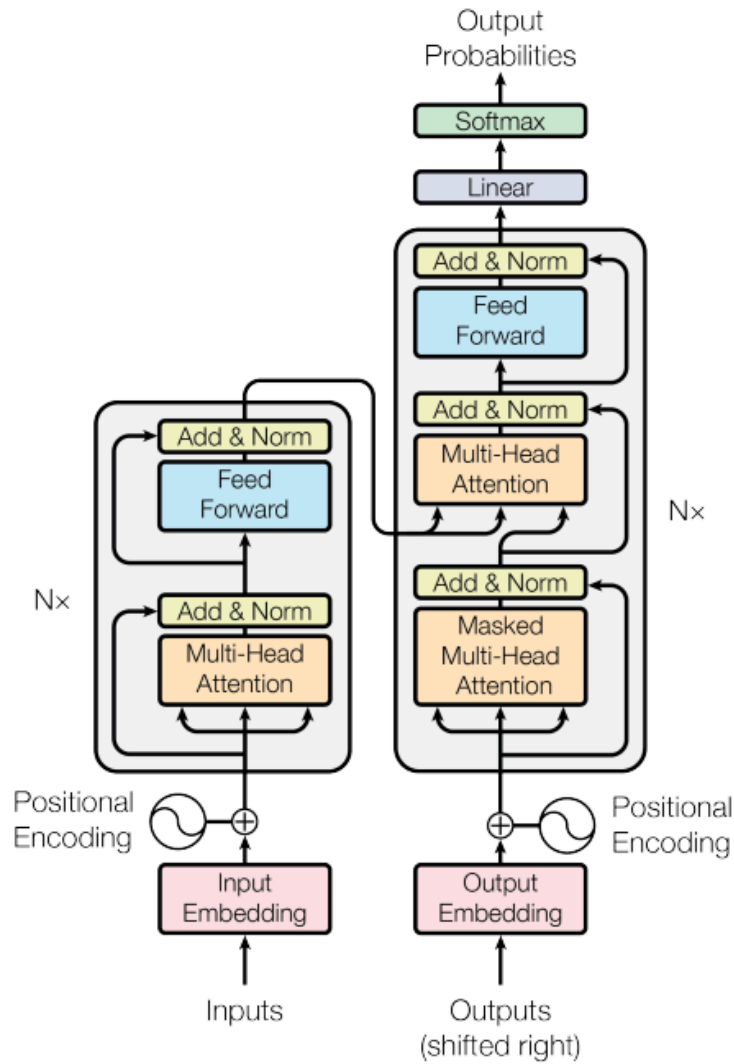 Output
Probabilities
Softmax
Linear
Add & Norm
Feed
Forward
Add & Norm
Multi-Head
Attention
Nx
Add & Norm
Masked
Multi-Head
Attention
Add & Norm
Feed
Forward
Nx
Add & Norm
Multi-Head
Attention
Positional
Encoding
Positional
Encoding
Input
Embedding
Output
Embedding
Inputs
Outputs
(shifted right)